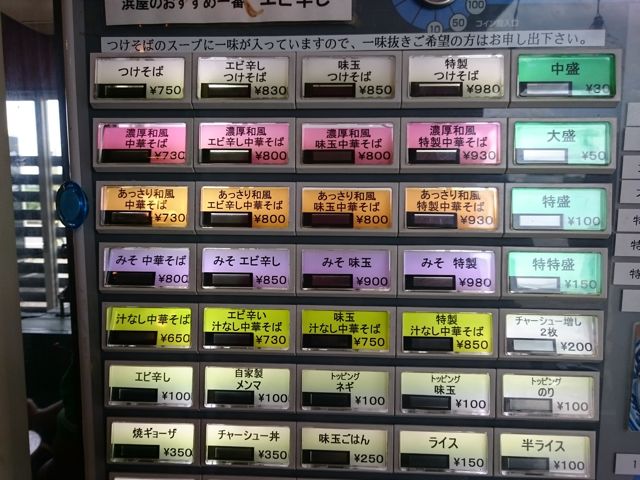 浜屋のおすすめ一番 エビ辛し
100
10
50
コイン投入口
つけそばのスープに一味が入っていますので、一味抜きご希望の方はお申し出下さい。
つけそば
¥750
エビ辛し
つけそば
¥830
味玉
つけそば
¥850
特製
つけそば
¥980
中盛
¥30
濃厚和風
中華そば
¥730
濃厚和風
エビ辛し中華そば
¥800
濃厚和風
味玉中華そば
¥800
濃厚和風
特製中華そば
¥930
大盛
¥50
あっさり和風
中華そば
¥730
あっさり和風
エビ辛し中華そば
¥800
あっさり和風
味玉中華そば
¥800
あっさり和風
特製中華そば
¥930
特盛
¥100
みそ 中華そば
¥800
みそ エビ辛し
¥850
みそ 味玉
¥900
みそ 特製
¥980
特特盛
¥150
汁なし中華そば
¥650
エビ辛い
汁なし中華そば
¥730
味玉
汁なし中華そば
¥750
特製
汁なし中華そば
¥850
チャーシュー増し
2枚
¥200
エビ辛し
¥100
自家製
メンマ
¥100
トッピング
ネギ
¥100
トッピング
味玉
¥100
トッピング
のり
¥100
焼ギョーザ
¥350
チャーシュー丼
¥350
味玉ごはん
¥250
ライス
¥150
半ライス
¥100